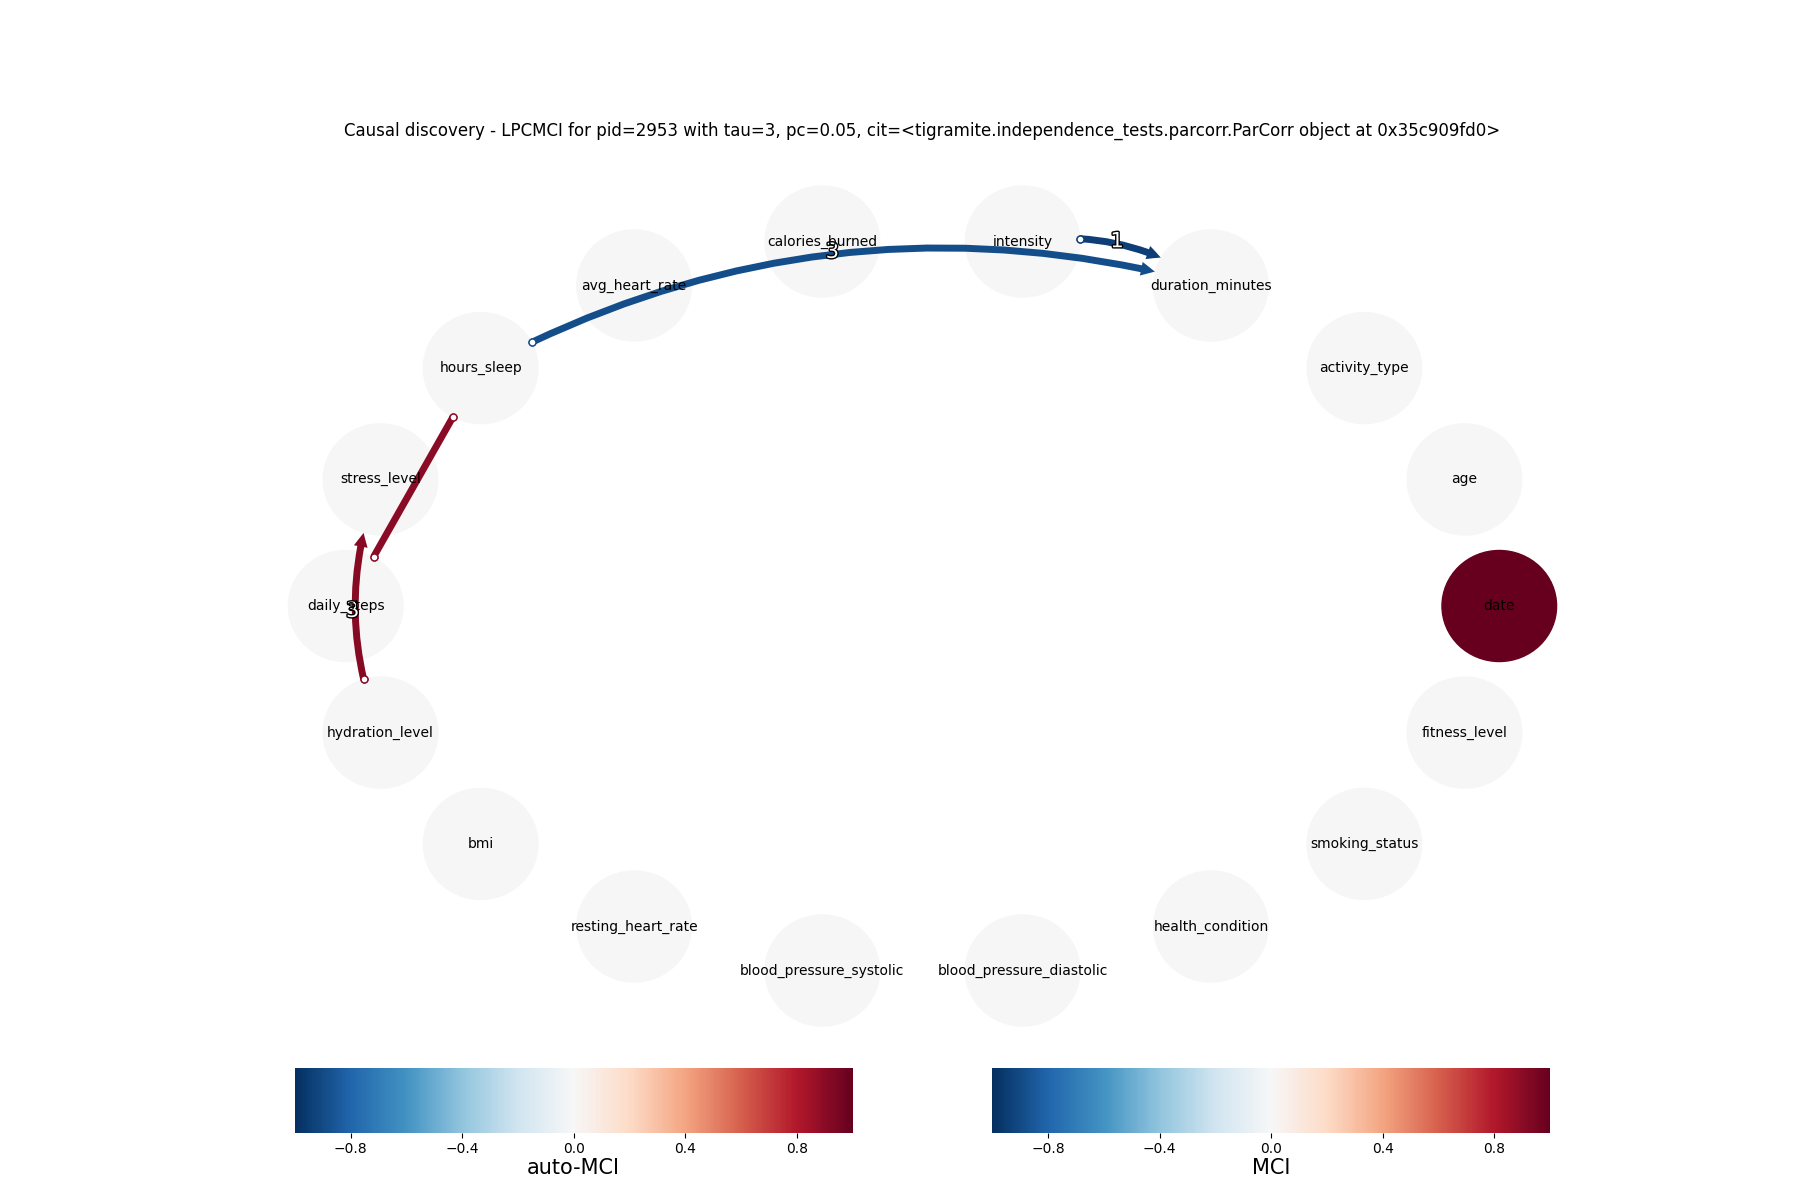 Causal discovery - LPCMCI for pid=2953 with tau=3, pc=0.05, cit=<tigramite.independence_tests.parcorr.ParCorr object at 0x35c909fd0>
calories_burned
intensity
3
1
avg_heart_rate
duration_minutes
hours_sleep
activity_type
stress_level
age
daily_steps
3
date
hydration_level
fitness_level
bmi
smoking_status
resting_heart_rate
health_condition
blood_pressure_systolic
blood_pressure_diastolic
−0.8 −0.4 0.0 0.4 0.8
auto-MCI
−0.8 −0.4 0.0 0.4 0.8
MCI